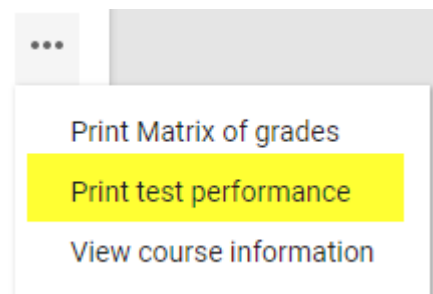 Print Matrix of grades
Print test performance
View course information